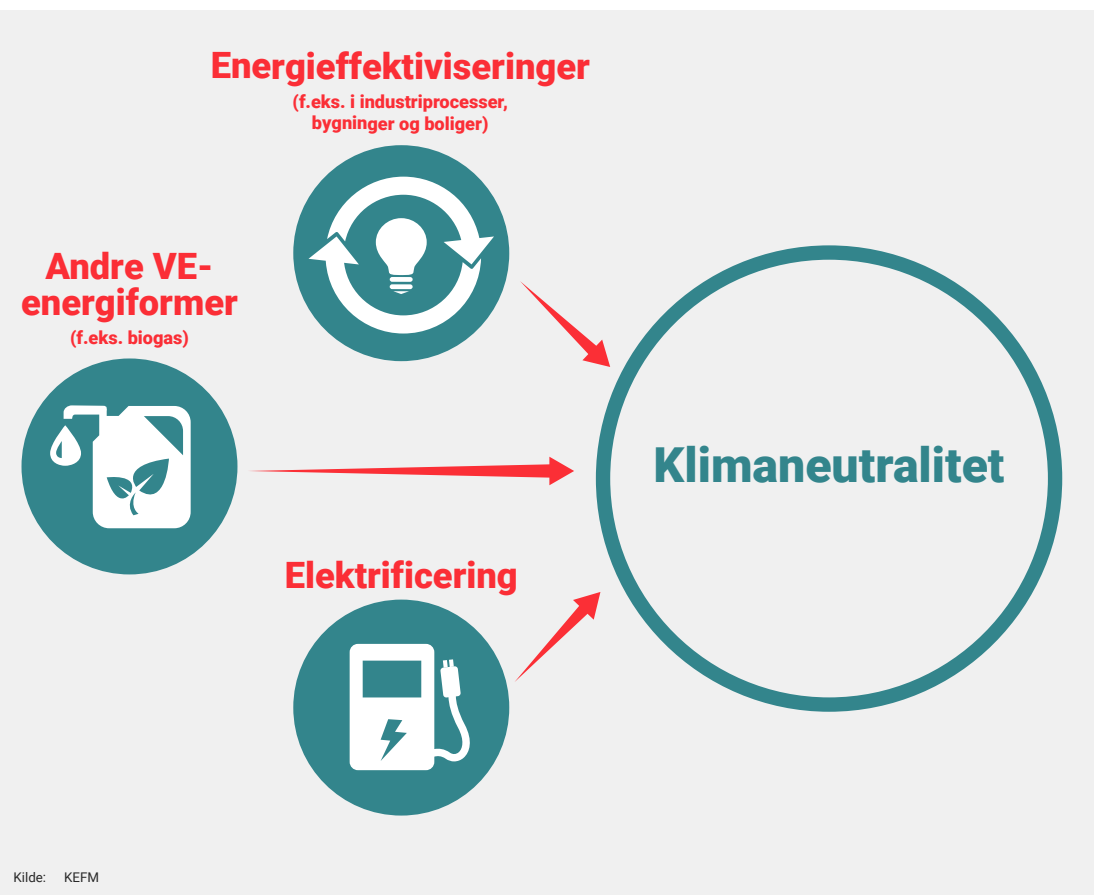 Energieffektiviseringer
(f.eks. i industriprocesser,
bygninger og boliger)
Andre VE-
energiformer
(f.eks. biogas)
Klimaneutralitet
Elektrificering
Kilde: KEFM